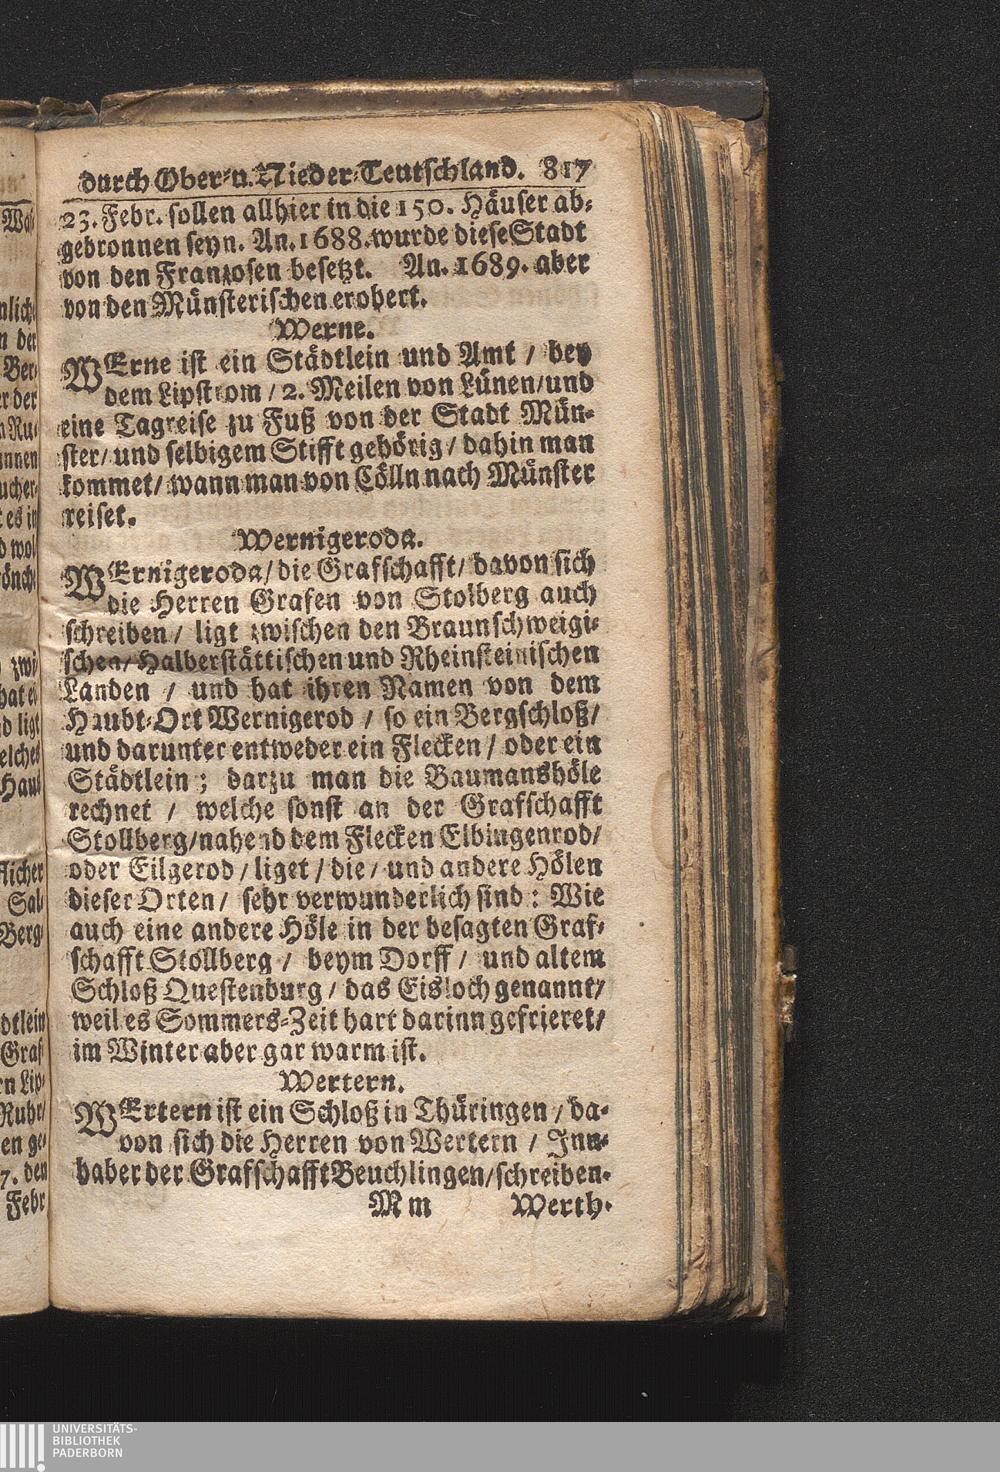 durch Ober-u. Nieder-Teutschland. 817
23. Febr. sollen allhier in die 150. Häuser ab-
gebronnen seyn. An. 1688. wurde diese Stadt
von den Franzosen besetzt. An. 1689. aber
von den Münsterischen erobert.
Werne.
WErne ist ein Städtlein und Amt / bey
dem Lipstrom / 2. Meilen von Lünen/und
eine Tagreise zu Fuß von der Stadt Mün-
ster/ und selbigem Stifft gehörig/ dahin man
kommet/ wann man von Cölln nach Münster
reiset.
Wernigeroda.
WErnigeroda/ die Grafschafft/ davon sich
die Herren Grafen von Stolberg auch
schreiben/ ligt zwischen den Braunschweigi-
schen/ Halberstättischen und Rheinsteinischen
Landen / und hat ihren Namen von dem
Haubt-Ort Wernigerod / so ein Bergschloß/
und darunter entweder ein Flecken / oder ein
Städtlein; darzu man die Baumanshöle
rechnet / welche sonst an der Grafschafft
Stollberg/nahend dem Flecken Elbingenrod/
oder Eilgerod / liget / die / und andere Hölen
dieser Orten / sehr verwunderlich sind: Wie
auch eine andere Höle in der besagten Graf-
schafft Stollberg / beym Dorff / und altem
Schloß Questenburg / das Eisloch genannt/
weil es Sommers-Zeit hart darinn gefrieret/
im Winter aber gar warm ist.
Wertern.
WErtern ist ein Schloß in Thüringen / da-
von sich die Herren von Wertern / Inn-
haber der Grafschafft Beuchlingen/schreiben.
Mm Werth-
UNIVERSITÄTS-
BIBLIOTHEK
PADERBORN